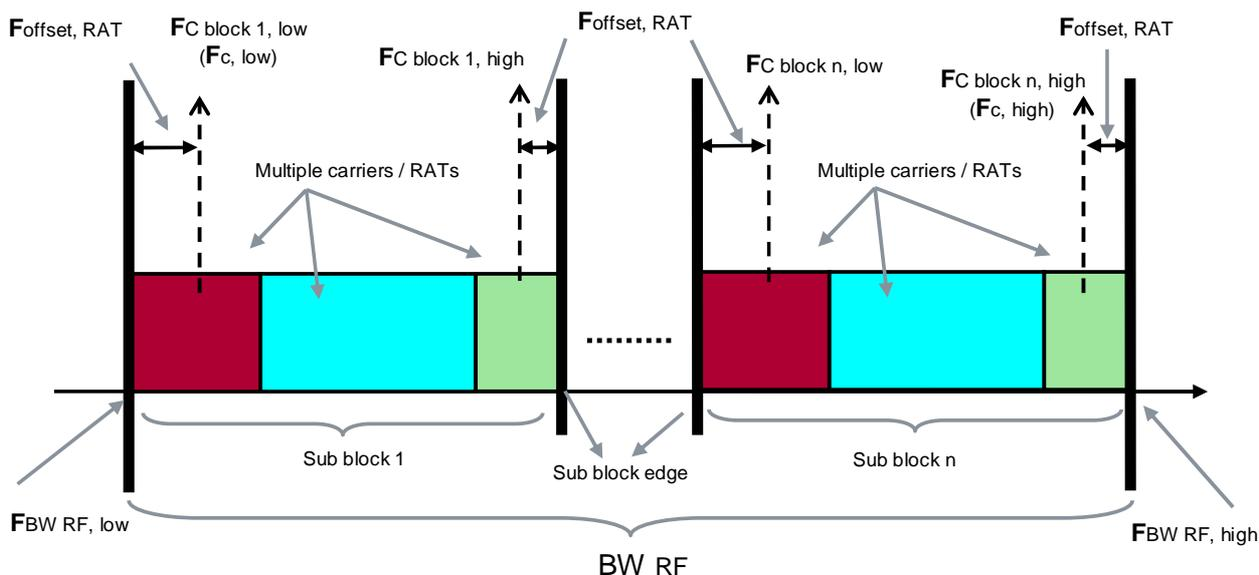 Foffset, RAT
FC block 1, low
(Fc, low)
FC block 1, high
Foffset, RAT
FC block n, low
FC block n, high
(Fc, high)
Foffset, RAT
Multiple carriers / RATs
Multiple carriers / RATs
Sub block 1
Sub block edge
Sub block n
FBW RF, low
FBW RF, high
BW RF